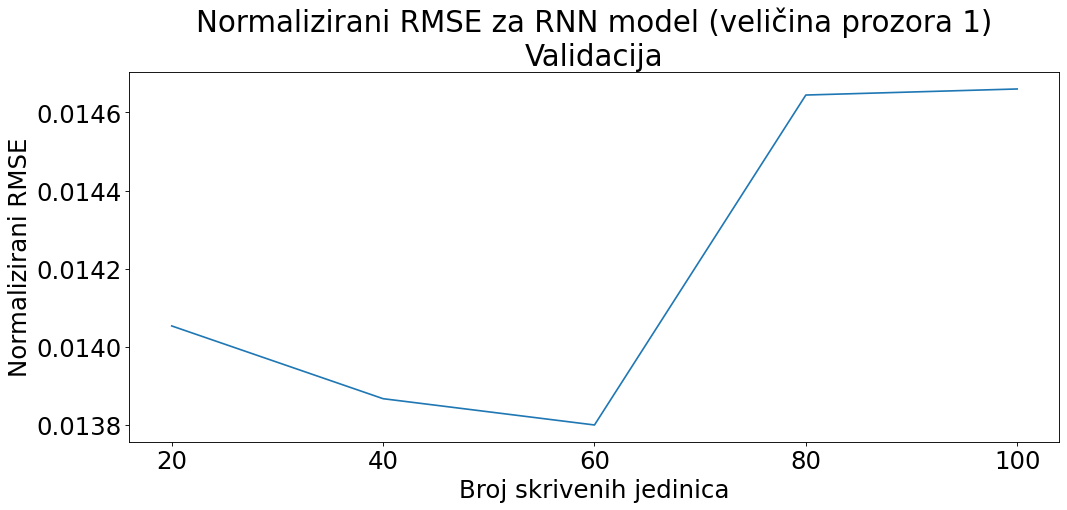 Normalizirani RMSE za RNN model (veličina prozora 1)
Validacija
Normalizirani RMSE
0.0146
0.0144
0.0142
0.0140
0.0138
20 40 60 80 100
Broj skrivenih jedinica